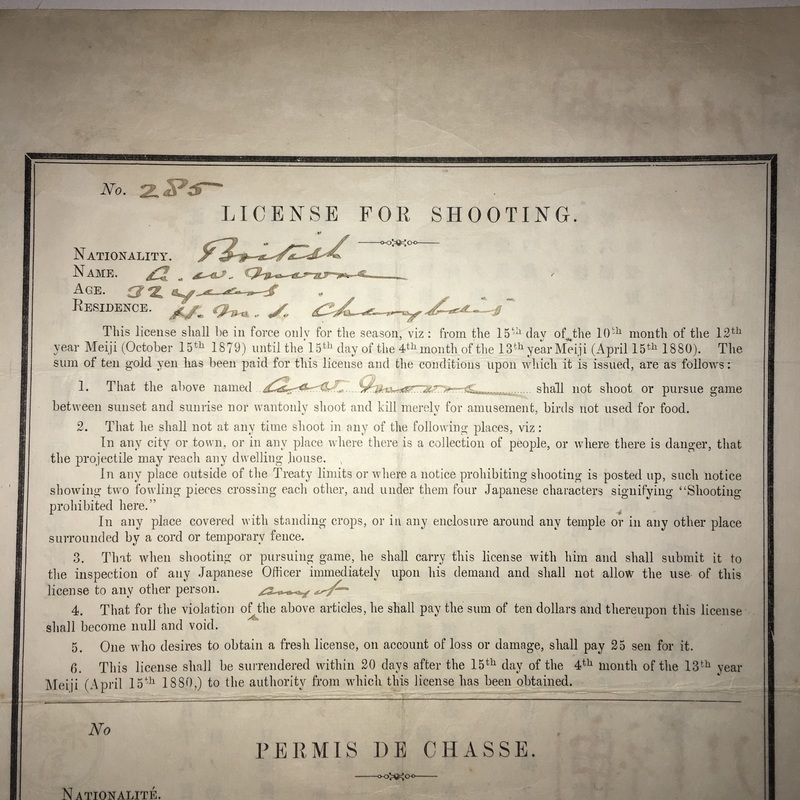 No. 285
LICENSE FOR SHOOTING.
NATIONALITY. British
NAME. A. W. Moore
AGE. 32 years
RESIDENCE. H. M. S. Charybdis
This license shall be in force only for the season, viz: from the 15th day of the 10th month of the 12th
year Meiji (October 15th 1879) until the 15th day of the 4th month of the 13th year Meiji (April 15th 1880). The
sum of ten gold yen has been paid for this license and the conditions upon which it is issued, are as follows:
1. That the above named A. W. Moore shall not shoot or pursue game
between sunset and sunrise nor wantonly shoot and kill merely for amusement, birds not used for food.
2. That he shall not at any time shoot in any of the following places, viz:
In any city or town, or in any place where there is a collection of people, or where there is danger, that
the projectile may reach any dwelling house.
In any place outside of the Treaty limits or where a notice prohibiting shooting is posted up, such notice
showing two fowling pieces crossing each other, and under them four Japanese characters signifying "Shooting
prohibited here."
In any place covered with standing crops, or in any enclosure around any temple or in any other place
surrounded by a cord or temporary fence.
3. That when shooting or pursuing game, he shall carry this license with him and shall submit it to
the inspection of any Japanese Officer immediately upon his demand and shall not allow the use of this
license to any other person.
any of
4. That for the violation of the above articles, he shall pay the sum of ten dollars and thereupon this license
shall become null and void.
5. One who desires to obtain a fresh license, on account of loss or damage, shall pay 25 sen for it.
6. This license shall be surrendered within 20 days after the 15th day of the 4th month of the 13th year
Meiji (April 15th 1880,) to the authority from which this license has been obtained.
No
PERMIS DE CHASSE.
NATIONALITÉ.